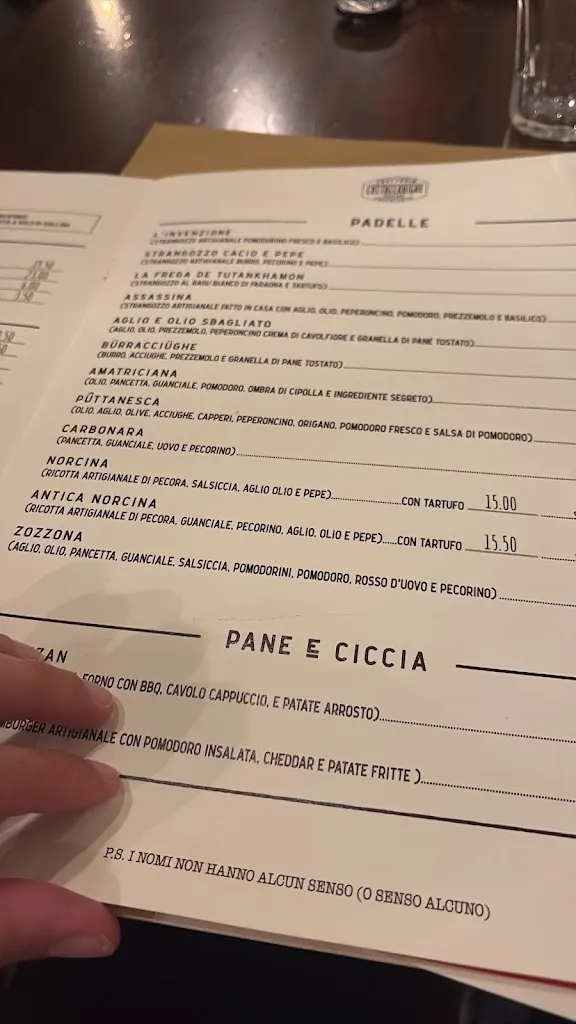 PADELLE
L'INVENZIONE
(STRANGOZZO ARTIGIANALE POMODORINO FRESCO E BASILICO)
STRANGOZZO CACIO E PEPE
(STRANGOZZO ARTIGIANALE BURRO, PECORINO E PEPE)
LA FREGA DE TUTANKHAMON
(STRANGOZZO AL RAGU BIANCO DI FARAONA E TARTUFO)
ASSASSINA
(STRANGOZZO ARTIGIANALE FATTO IN CASA CON AGLIO, OLIO, PEPERONCINO, POMODORO, PREZZEMOLO E BASILICO)
AGLIO E OLIO SBAGLIATO
(AGLIO, OLIO, PREZZEMOLO, PEPERONCINO CREMA DI CAVOLFIORE E GRANELLA DI PANE TOSTATO)
BÜRRACCIÜGHE
(BURRO, ACCIUGHE, PREZZEMOLO E GRANELLA DI PANE TOSTATO)
AMATRICIANA
(OLIO, PANCETTA, GUANCIALE, POMODORO, OMBRA DI CIPOLLA E INGREDIENTE SEGRETO)
PÜTTANESCA
(OLIO, AGLIO, OLIVE, ACCIUGHE, CAPPERI, PEPERONCINO, ORIGANO, POMODORO FRESCO E SALSA DI POMODORO)
CARBONARA
(PANCETTA, GUANCIALE, UOVO E PECORINO)
NORCINA
(RICOTTA ARTIGIANALE DI PECORA, SALSICCIA, AGLIO OLIO E PEPE) CON TARTUFO 15.00
ANTICA NORCINA
(RICOTTA ARTIGIANALE DI PECORA, GUANCIALE, PECORINO, AGLIO, OLIO E PEPE) CON TARTUFO 15.50
ZOZZONA
(AGLIO, OLIO, PANCETTA, GUANCIALE, SALSICCIA, POMODORINI, POMODORO, ROSSO D'UOVO E PECORINO)
PANE E CICCIA
FORNO CON BBQ, CAVOLO CAPPUCCIO, E PATATE ARROSTO)
ARTIGIANALE CON POMODORO INSALATA, CHEDDAR E PATATE FRITTE )
P.S. I NOMI NON HANNO ALCUN SENSO (O SENSO ALCUNO)